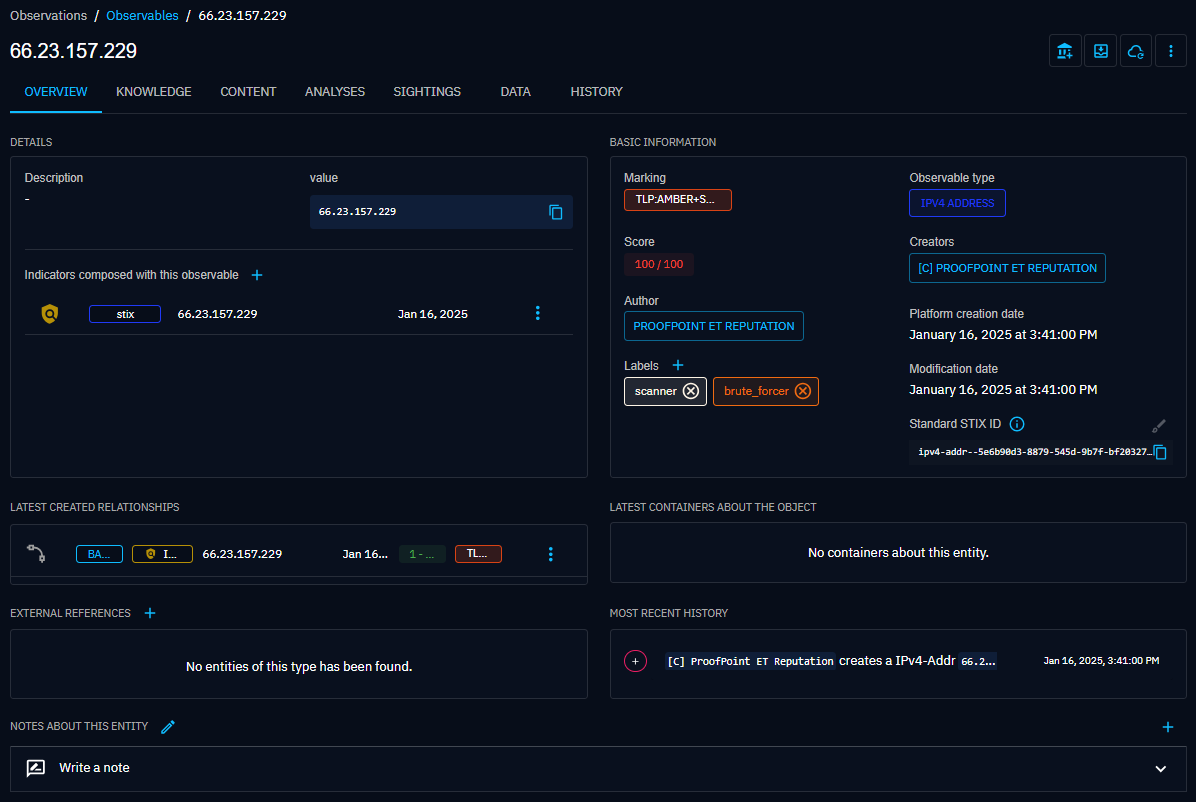 Observations / Observables / 66.23.157.229
66.23.157.229
OVERVIEW KNOWLEDGE CONTENT ANALYSES SIGHTINGS DATA HISTORY
DETAILS
Description
-
value
66.23.157.229
Indicators composed with this observable +
stix 66.23.157.229 Jan 16, 2025
BASIC INFORMATION
Marking
TLP:AMBER+S...
Score
100 / 100
Author
PROOFPOINT ET REPUTATION
Labels +
scanner brute_forcer
Observable type
IPV4 ADDRESS
Creators
[C] PROOFPOINT ET REPUTATION
Platform creation date
January 16, 2025 at 3:41:00 PM
Modification date
January 16, 2025 at 3:41:00 PM
Standard STIX ID
ipv4-addr--5e6b90d3-8879-545d-9b7f-bf20327...
LATEST CREATED RELATIONSHIPS
BA... I... 66.23.157.229 Jan 16... 1 - ... TL...
LATEST CONTAINERS ABOUT THE OBJECT
No containers about this entity.
EXTERNAL REFERENCES +
No entities of this type has been found.
MOST RECENT HISTORY
+ [C] ProofPoint ET Reputation creates a IPv4-Addr 66.2... Jan 16, 2025, 3:41:00 PM
NOTES ABOUT THIS ENTITY +
Write a note